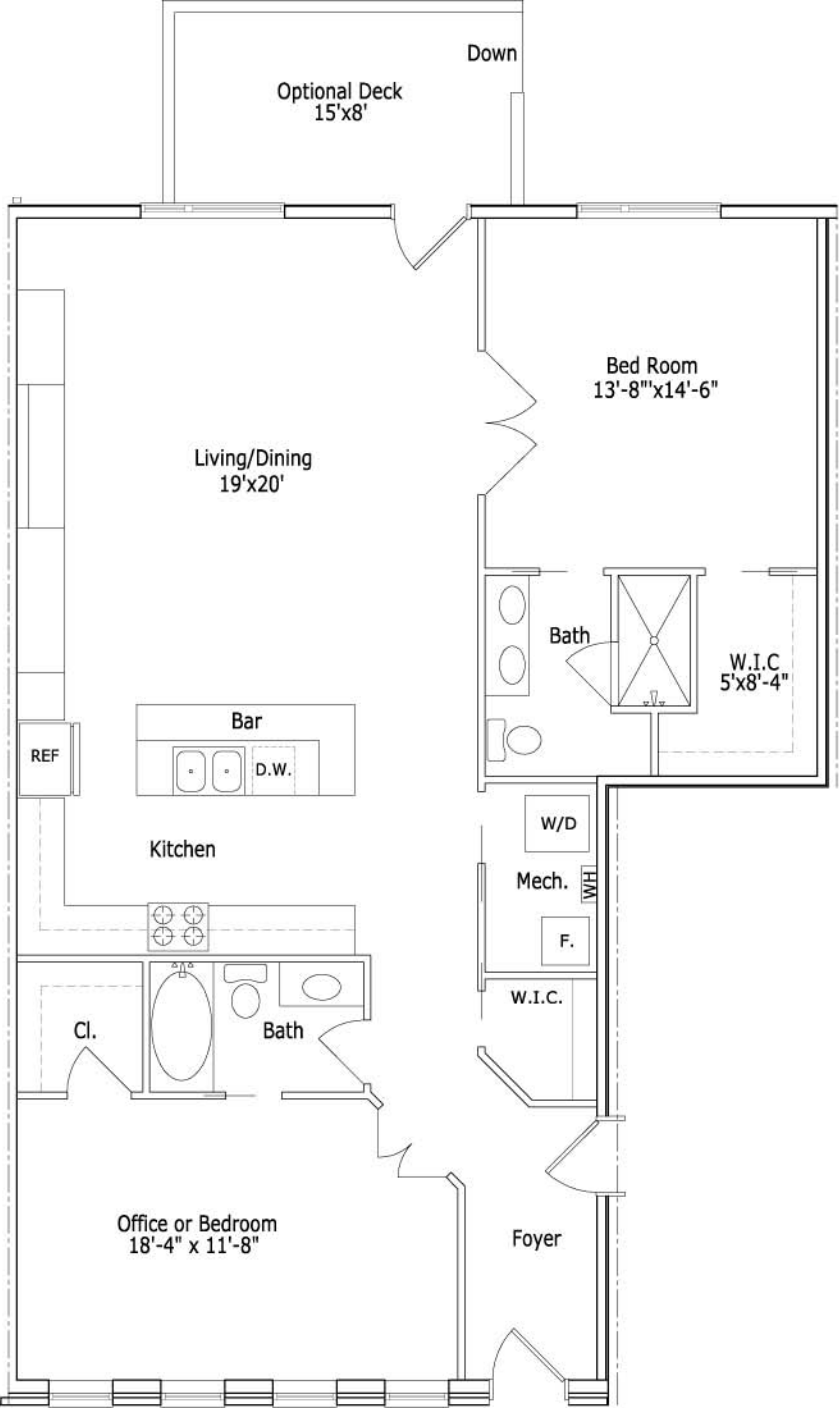 Down
Optional Deck
15'x8'
Bed Room
13'-8"'x14'-6"
Living/Dining
19'x20'
Bath
W.I.C
5'x8'-4"
Bar
REF
D.W.
W/D
Kitchen
Mech.
WH
F.
W.I.C.
Cl.
Bath
Office or Bedroom
18'-4" x 11'-8"
Foyer